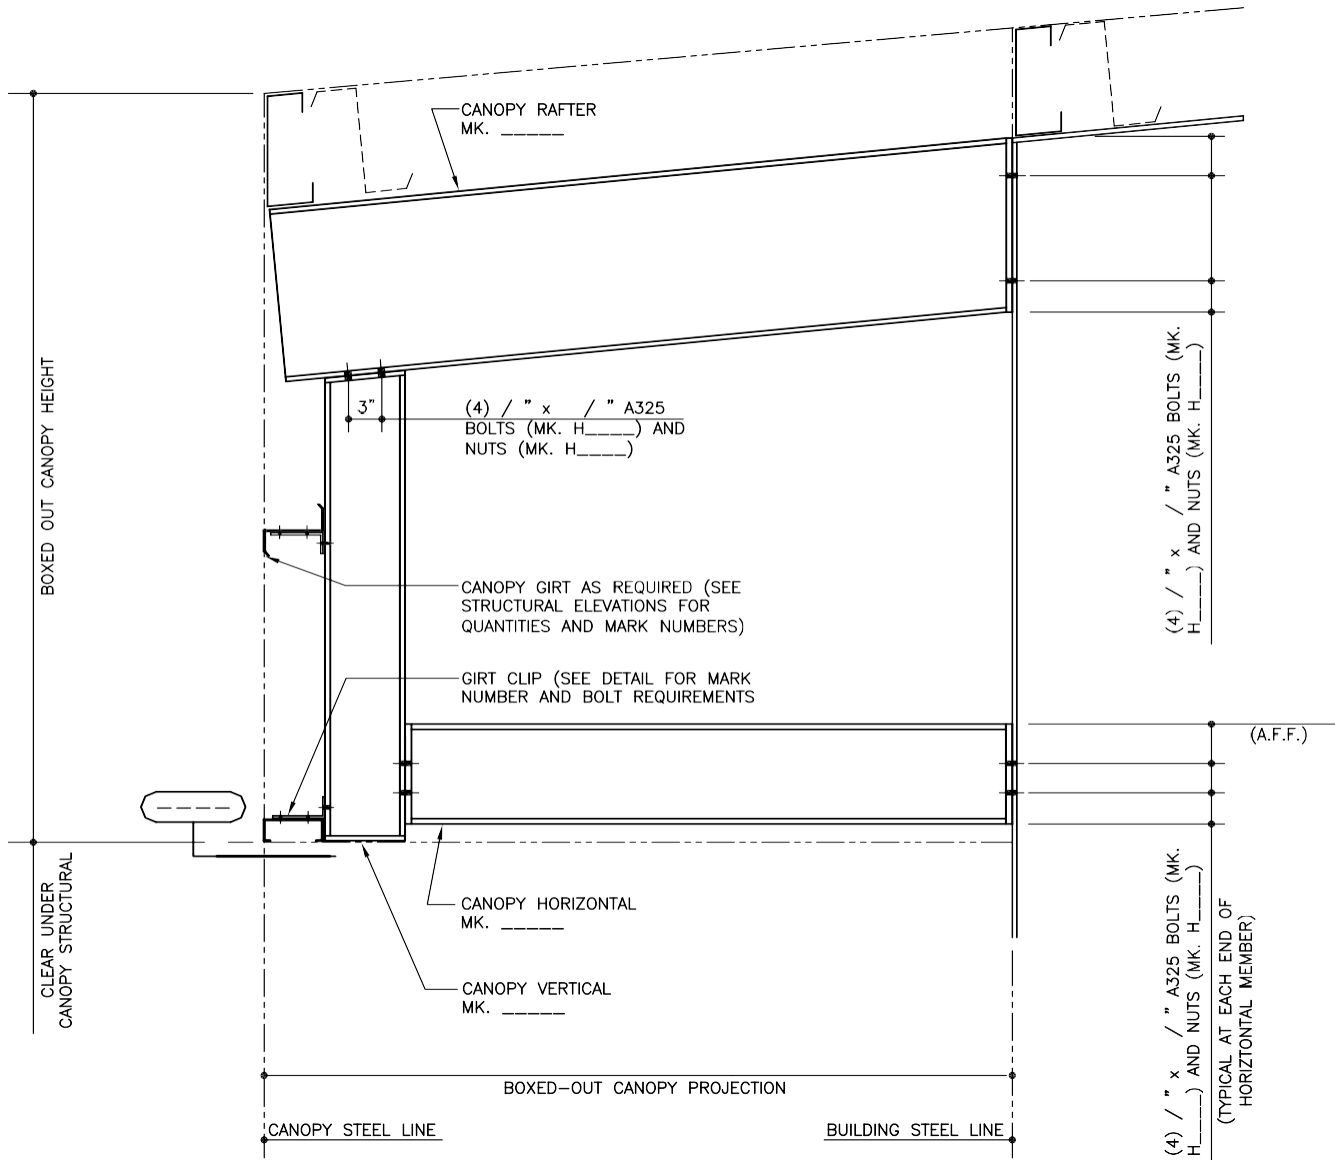 CANOPY RAFTER
MK. _____
BOXED OUT CANOPY HEIGHT
3"
(4) / " x / " A325
BOLTS (MK. H____) AND
NUTS (MK. H____)
(4) / " x / " A325 BOLTS (MK.
H____) AND NUTS (MK. H____)
CANOPY GIRT AS REQUIRED (SEE
STRUCTURAL ELEVATIONS FOR
QUANTITIES AND MARK NUMBERS)
GIRT CLIP (SEE DETAIL FOR MARK
NUMBER AND BOLT REQUIREMENTS
(A.F.F.)
CLEAR UNDER
CANOPY STRUCTURAL
CANOPY HORIZONTAL
MK. _____
CANOPY VERTICAL
MK. _____
(4) / " x / " A325 BOLTS (MK.
H____) AND NUTS (MK. H____)
(TYPICAL AT EACH END OF
HORIZTONTAL MEMBER)
BOXED-OUT CANOPY PROJECTION
CANOPY STEEL LINE
BUILDING STEEL LINE